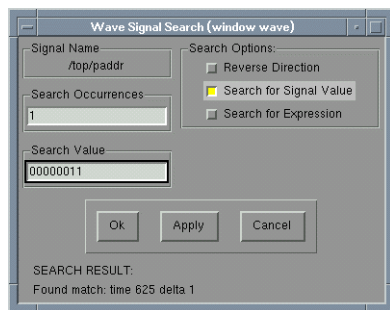 Wave Signal Search (window wave)
Signal Name
/top/paddr
Search Occurrences
1
Search Value
00000011
Search Options:
Reverse Direction
Search for Signal Value
Search for Expression
Ok
Apply
Cancel
SEARCH RESULT:
Found match: time 625 delta 1